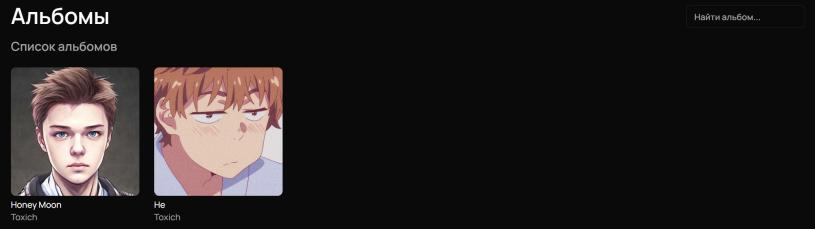 Альбомы
Найти альбом...
Список альбомов
Honey Moon
Toxich
Не
Toxich